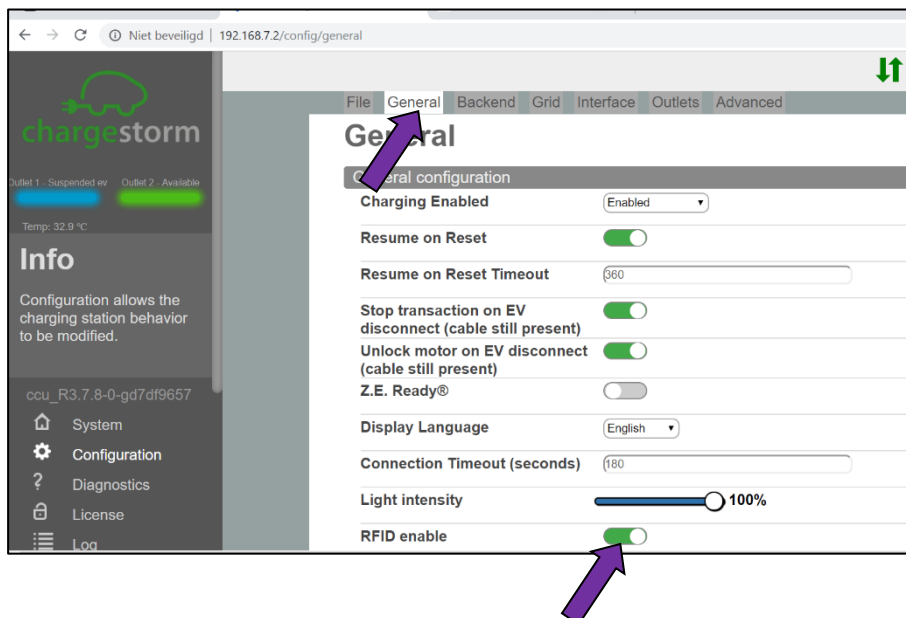 Niet beveiligd | 192.168.7.2/config/general
chargestorm
Outlet 1 - Suspended ev Outlet 2 - Available
Temp: 32.9 °C
Info
Configuration allows the
charging station behavior
to be modified.
ccu_R3.7.8-0-gd7df9657
System
Configuration
? Diagnostics
License
Log
File General Backend Grid Interface Outlets Advanced
General
General configuration
Charging Enabled Enabled
Resume on Reset
Resume on Reset Timeout 360
Stop transaction on EV
disconnect (cable still present)
Unlock motor on EV disconnect
(cable still present)
Z.E. Ready®
Display Language English
Connection Timeout (seconds) 180
Light intensity 100%
RFID enable